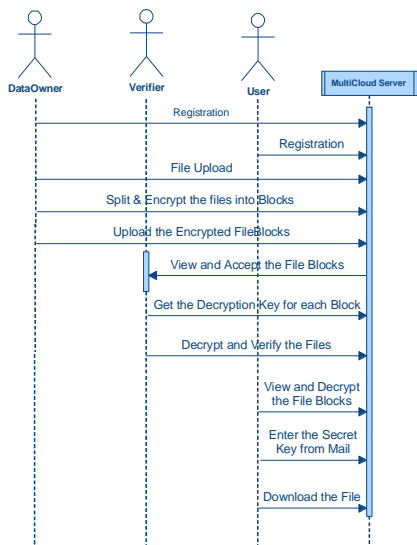 DataOwner
Verifier
User
MultiCloud Server
Registration
Registration
File Upload
Split & Encrypt the files into Blocks
Upload the Encrypted FileBlocks
View and Accept the File Blocks
Get the Decryption Key for each Block
Decrypt and Verify the Files
View and Decrypt
the File Blocks
Enter the Secret
Key from Mail
Download the File